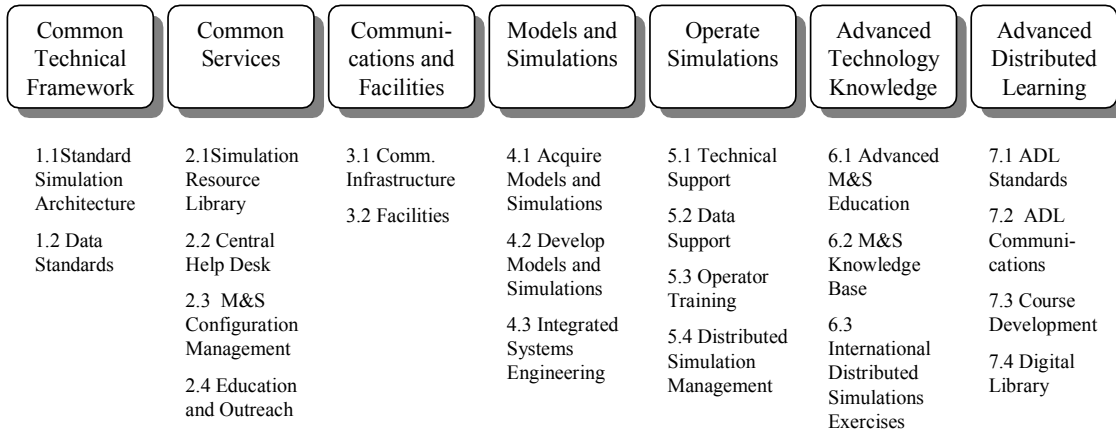 Common
Technical
Framework
Common
Services
Communi-
cations and
Facilities
Models and
Simulations
Operate
Simulations
Advanced
Technology
Knowledge
Advanced
Distributed
Learning
1.1Standard
Simulation
Architecture
1.2 Data
Standards
2.1Simulation
Resource
Library
2.2 Central
Help Desk
2.3 M&S
Configuration
Management
2.4 Education
and Outreach
3.1 Comm.
Infrastructure
3.2 Facilities
4.1 Acquire
Models and
Simulations
4.2 Develop
Models and
Simulations
4.3 Integrated
Systems
Engineering
5.1 Technical
Support
5.2 Data
Support
5.3 Operator
Training
5.4 Distributed
Simulation
Management
6.1 Advanced
M&S
Education
6.2 M&S
Knowledge
Base
6.3
International
Distributed
Simulations
Exercises
7.1 ADL
Standards
7.2 ADL
Communi-
cations
7.3 Course
Development
7.4 Digital
Library